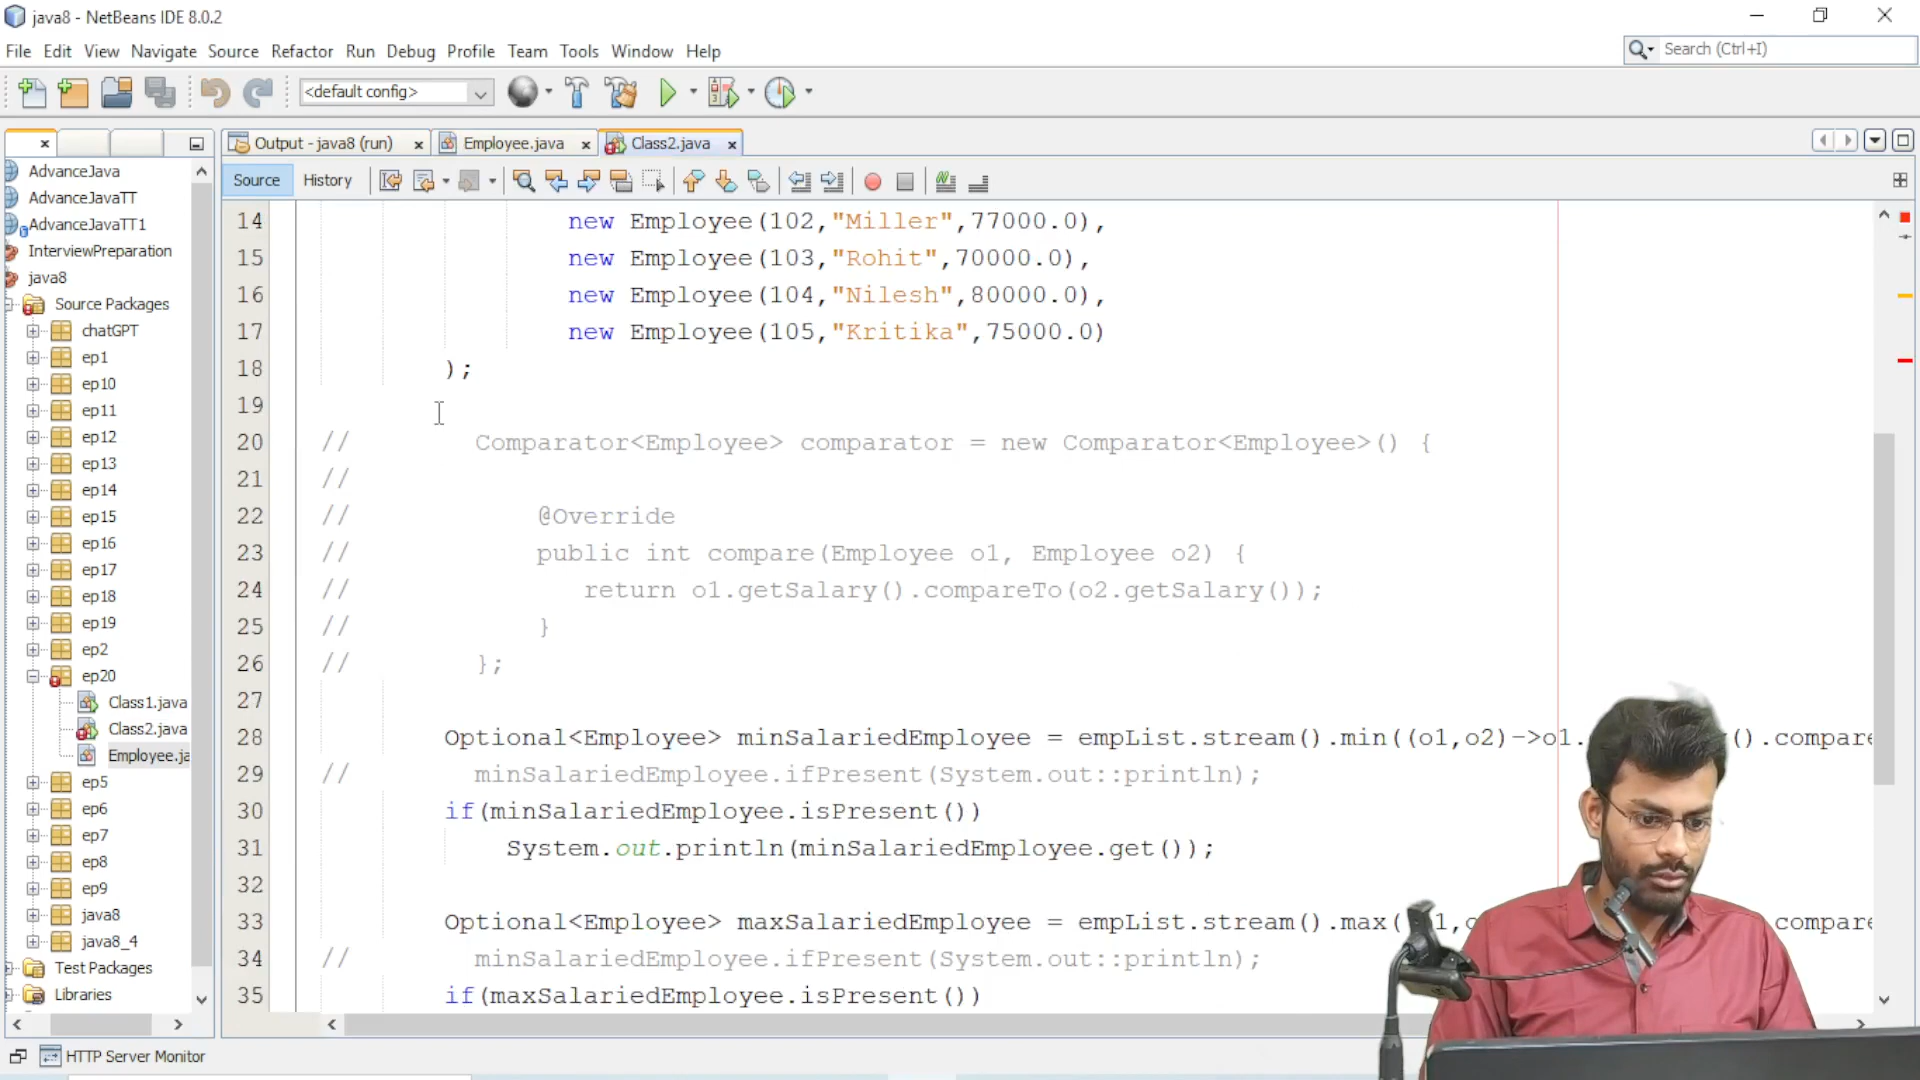 java8 - NetBeans IDE 8.0.2
File Edit View Navigate Source Refactor Run Debug Profile Team Tools Window Help
Search (Ctrl+I)
<default config>
Output - java8 (run)
Employee.java
Class2.java
Source
History
AdvanceJava
AdvanceJavaTT
AdvanceJavaTT1
InterviewPreparation
java8
Source Packages
chatGPT
ep1
ep10
ep11
ep12
ep13
ep14
ep15
ep16
ep17
ep18
ep19
ep2
ep20
Class1.java
Class2.java
Employee.ja
ep5
ep6
ep7
ep8
ep9
java8
java8_4
Test Packages
Libraries
14 new Employee(102,"Miller",77000.0),
15 new Employee(103,"Rohit",70000.0),
16 new Employee(104,"Nilesh",80000.0),
17 new Employee(105,"Kritika",75000.0)
18 );
19
20 // Comparator<Employee> comparator = new Comparator<Employee>() {
21 //
22 // @Override
23 // public int compare(Employee o1, Employee o2) {
24 // return o1.getSalary().compareTo(o2.getSalary());
25 // }
26 // };
27
28 Optional<Employee> minSalariedEmployee = empList.stream().min((o1,o2)->o1. ().compare
29 // minSalariedEmployee.ifPresent(System.out::println);
30 if(minSalariedEmployee.isPresent())
31 System.out.println(minSalariedEmployee.get());
32
33 Optional<Employee> maxSalariedEmployee = empList.stream().max( compare
34 // minSalariedEmployee.ifPresent(System.out::println);
35 if(maxSalariedEmployee.isPresent())
HTTP Server Monitor